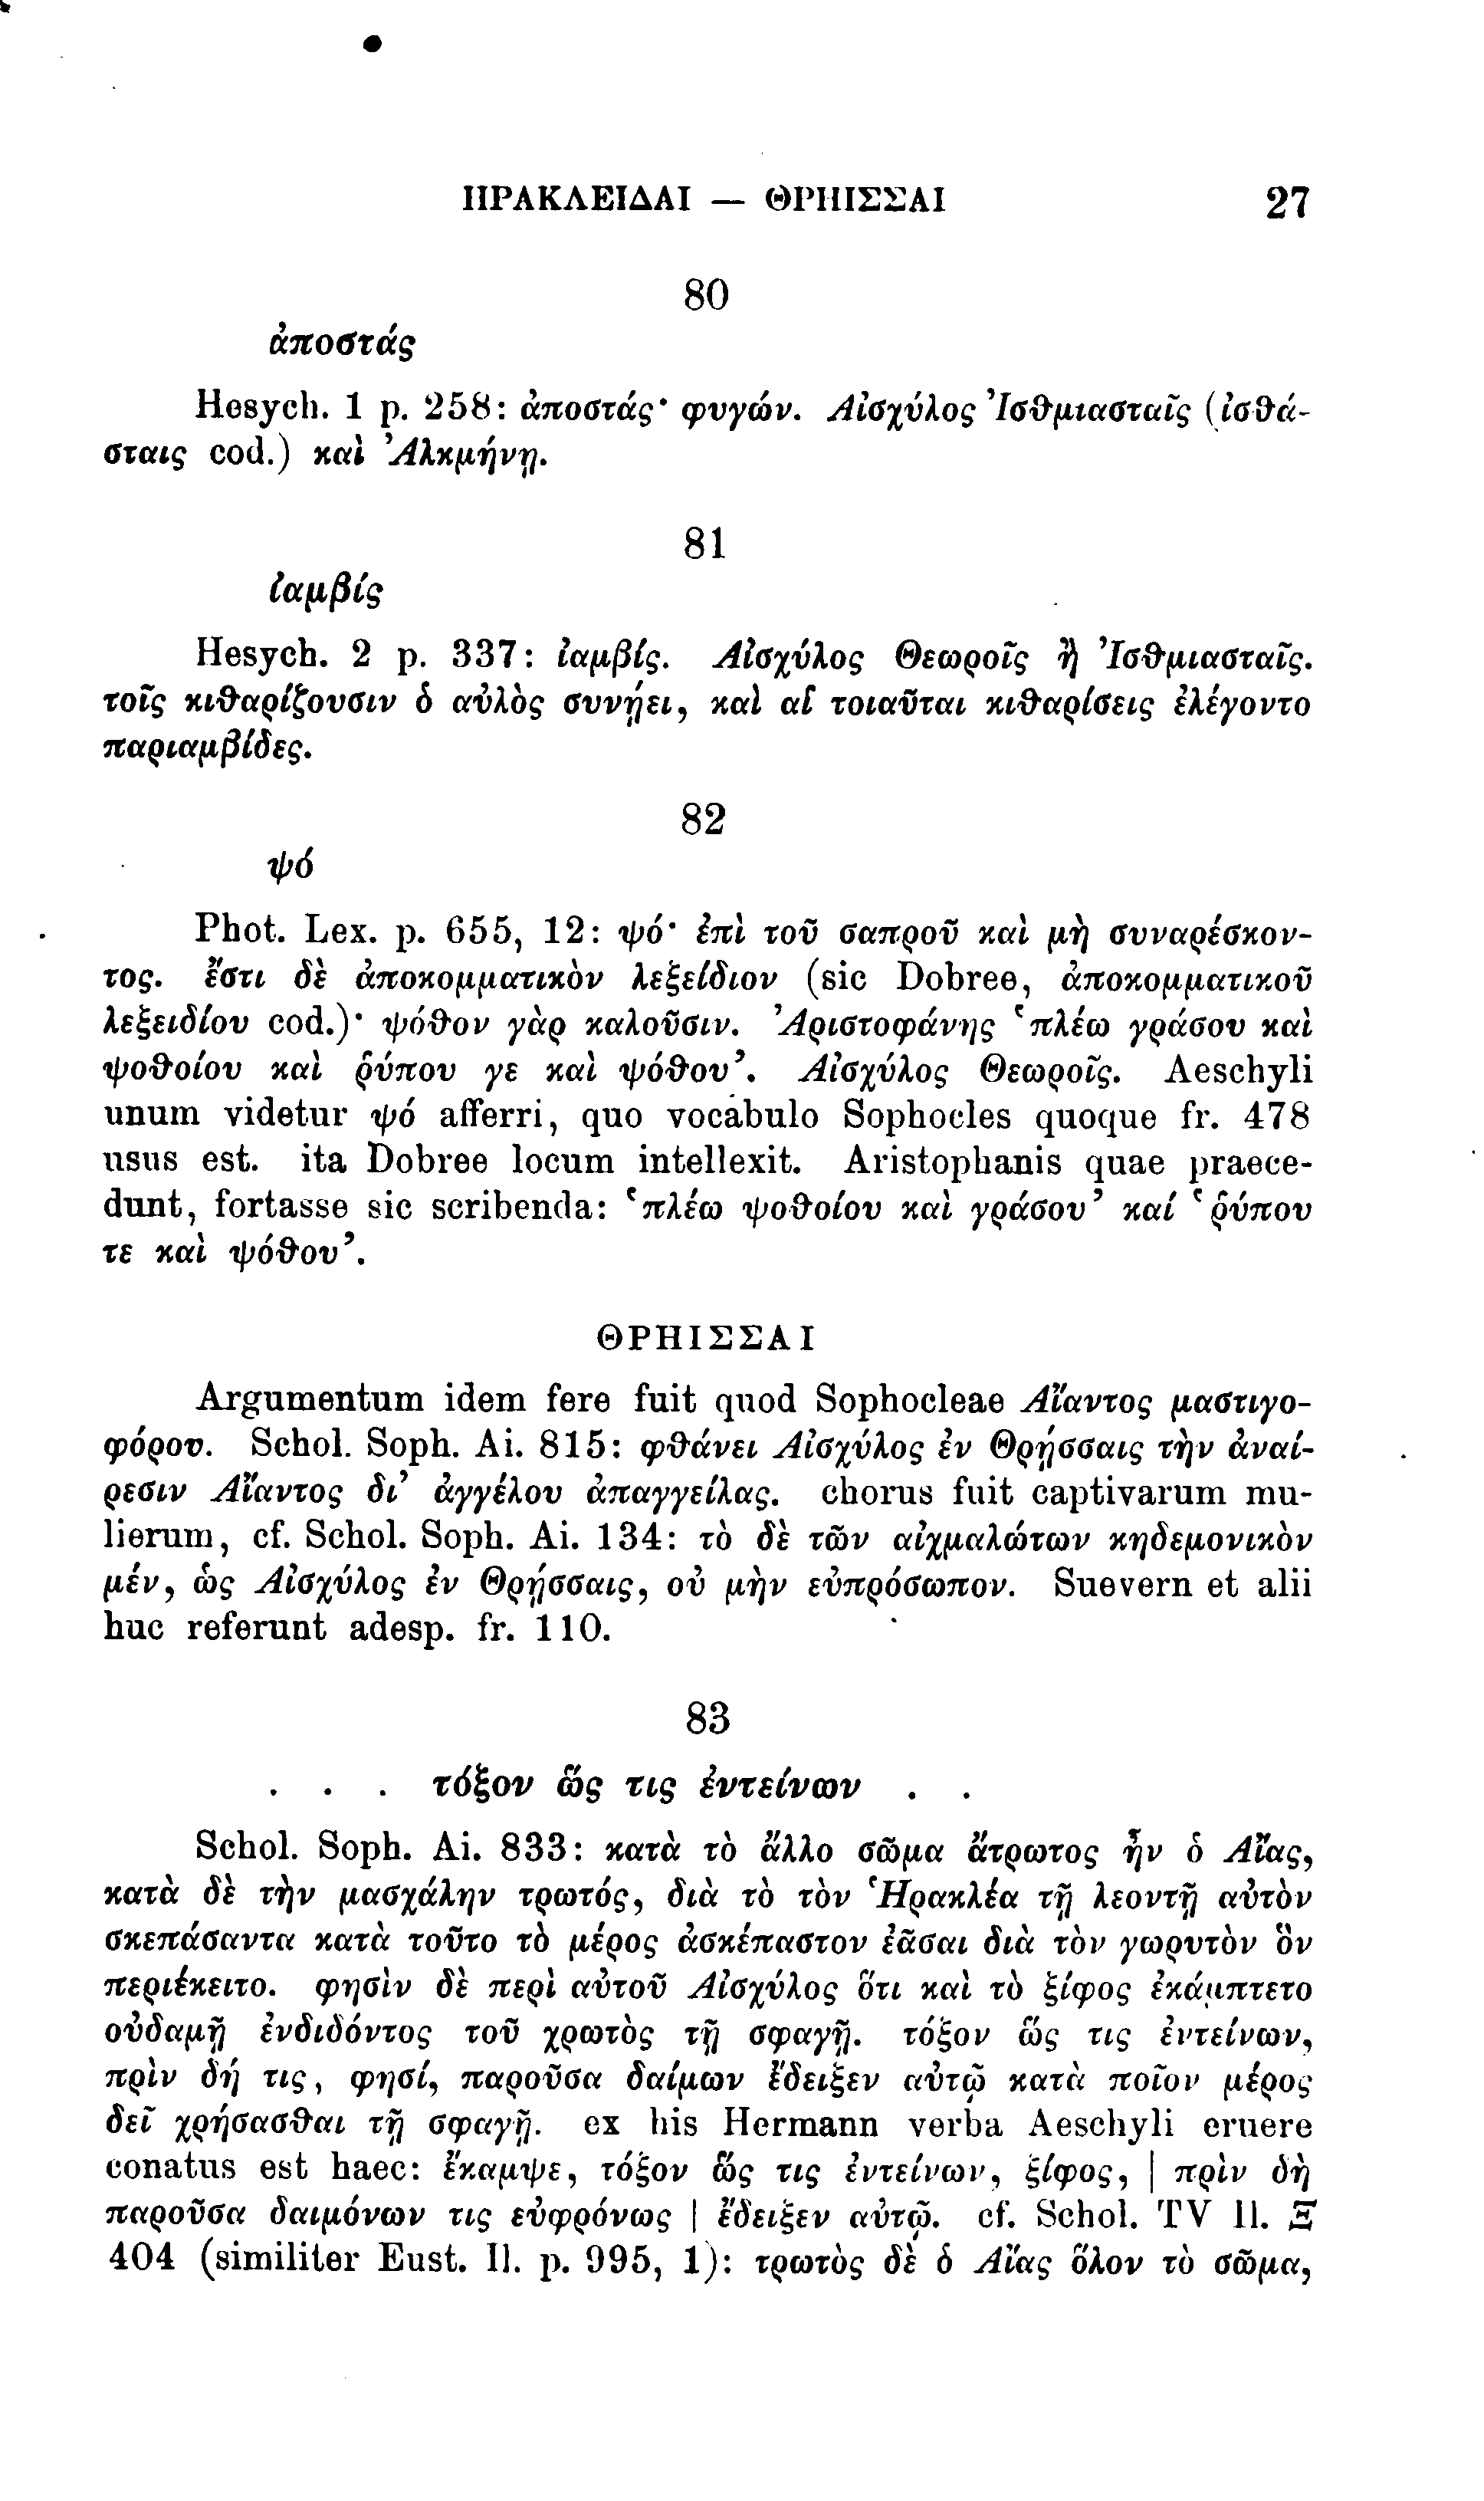 ΗΡΑΚΛΕΙΔΑΙ — ΘΡΗΙΣΣΑΙ 27
80
ἀποστάς
Hesych. 1 p. 258: ἀποστάς· φυγών. Αἰσχύλος Ἰσθμιασταῖς (ἰσθά-
σταις cod.) καὶ Ἀλκμήνῃ.
81
ἰαμβίς
Hesych. 2 p. 337: ἰαμβίς. Αἰσχύλος Θεωροῖς ἢ Ἰσθμιασταῖς.
τοῖς κιθαρίζουσιν ὁ αὐλὸς συνῄει, καὶ αἱ τοιαῦται κιθαρίσεις ἐλέγοντο
παριαμβίδες.
82
ψό
Phot. Lex. p. 655, 12: ψό· ἐπὶ τοῦ σαπροῦ καὶ μὴ συναρέσκον-
τος. ἔστι δὲ ἀποκομματικὸν λεξείδιον (sic Dobree, ἀποκομματικοῦ
λεξειδίου cod.)· ψόθον γὰρ καλοῦσιν. Ἀριστοφάνης ‘πλέω γράσου καὶ
ψοθοίου καὶ ῥύπου γε καὶ ψόθου’. Αἰσχύλος Θεωροῖς. Aeschyli
unum videtur ψό afferri, quo vocabulo Sophocles quoque fr. 478
usus est. ita Dobree locum intellexit. Aristophanis quae praece-
dunt, fortasse sic scribenda: ‘πλέω ψοθοίου καὶ γράσου’ καί ‘ῥύπου
τε καὶ ψόθου’.
ΘΡΗΙΣΣΑΙ
Argumentum idem fere fuit quod Sophocleae Αἴαντος μαστιγο-
φόρου. Schol. Soph. Ai. 815: φθάνει Αἰσχύλος ἐν Θρῄσσαις τὴν ἀναί-
ρεσιν Αἴαντος δι’ ἀγγέλου ἀπαγγείλας. chorus fuit captivarum mu-
lierum, cf. Schol. Soph. Ai. 134: τὸ δὲ τῶν αἰχμαλώτων κηδεμονικὸν
μέν, ὡς Αἰσχύλος ἐν Θρῄσσαις, οὐ μὴν εὐπρόσωπον. Suevern et alii
huc referunt adesp. fr. 110.
83
. . . τόξον ὥς τις ἐντείνων . .
Schol. Soph. Ai. 833: κατὰ τὸ ἄλλο σῶμα ἄτρωτος ἦν ὁ Αἴας,
κατὰ δὲ τὴν μασχάλην τρωτός, διὰ τὸ τὸν Ἡρακλέα τῇ λεοντῇ αὐτὸν
σκεπάσαντα κατὰ τοῦτο τὸ μέρος ἀσκέπαστον ἐᾶσαι διὰ τὸν γωρυτὸν ὃν
περιέκειτο. φησὶν δὲ περὶ αὐτοῦ Αἰσχύλος ὅτι καὶ τὸ ξίφος ἐκάμπτετο
οὐδαμῇ ἐνδιδόντος τοῦ χρωτὸς τῇ σφαγῇ. τόξον ὥς τις ἐντείνων,
πρὶν δή τις, φησί, παροῦσα δαίμων ἔδειξεν αὐτῷ κατὰ ποῖον μέρος
δεῖ χρήσασθαι τῇ σφαγῇ. ex his Hermann verba Aeschyli eruere
conatus est haec: ἔκαμψε, τόξον ὥς τις ἐντείνων, ξίφος, | πρὶν δὴ
παροῦσα δαιμόνων τις εὐφρόνως | ἔδειξεν αὐτῷ. cf. Schol. TV Il. Ξ
404 (similiter Eust. Il. p. 995, 1): τρωτὸς δὲ ὁ Αἴας ὅλον τὸ σῶμα,